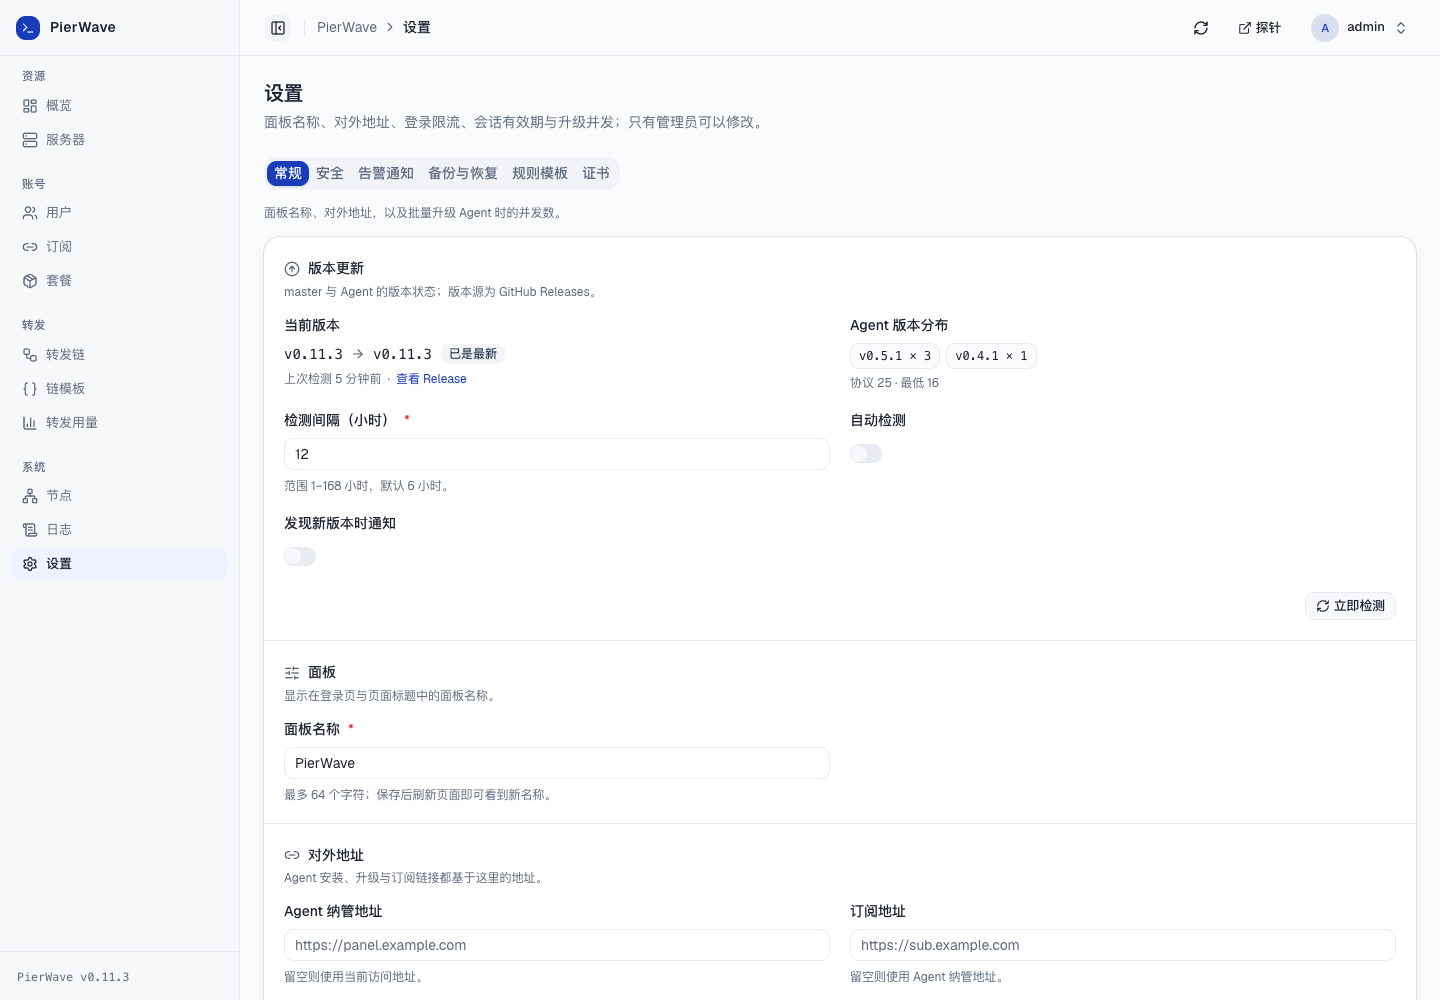 PierWave
资源
概览
服务器
账号
用户
订阅
套餐
转发
转发链
链模板
转发用量
系统
节点
日志
设置
PierWave v0.11.3
PierWave > 设置
探针
A admin
设置
面板名称、对外地址、登录限流、会话有效期与升级并发；只有管理员可以修改。
常规 安全 告警通知 备份与恢复 规则模板 证书
面板名称、对外地址，以及批量升级 Agent 时的并发数。
版本更新
master 与 Agent 的版本状态；版本源为 GitHub Releases。
当前版本
v0.11.3 → v0.11.3 已是最新
上次检测 5 分钟前 · 查看 Release
Agent 版本分布
v0.5.1 × 3 v0.4.1 × 1
协议 25 · 最低 16
检测间隔（小时） *
12
范围 1–168 小时，默认 6 小时。
自动检测
发现新版本时通知
立即检测
面板
显示在登录页与页面标题中的面板名称。
面板名称 *
PierWave
最多 64 个字符；保存后刷新页面即可看到新名称。
对外地址
Agent 安装、升级与订阅链接都基于这里的地址。
Agent 纳管地址
https://panel.example.com
留空则使用当前访问地址。
订阅地址
https://sub.example.com
留空则使用 Agent 纳管地址。